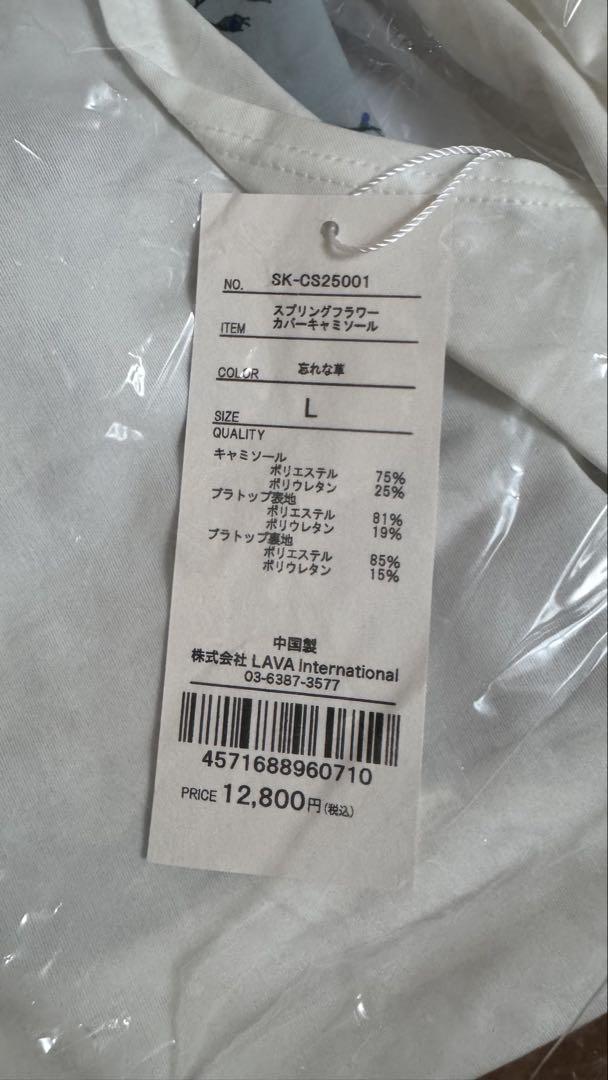 NO. SK-CS25001
ITEM スプリングフラワー
カバーキャミソール
COLOR 忘れな草
SIZE L
QUALITY
キャミソール
ポリエステル 75%
ポリウレタン 25%
ブラトップ表地
ポリエステル 81%
ポリウレタン 19%
ブラトップ裏地
ポリエステル 85%
ポリウレタン 15%
中国製
株式会社 LAVA International
03-6387-3577
4571688960710
PRICE 12,800円(税込)